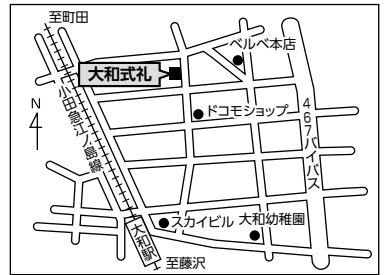 至町田
ベルベ本店
大和式礼
小田急江ノ島線
N
ドコモショップ
467バイパス
スカイビル
大和幼稚園
大和駅
至藤沢